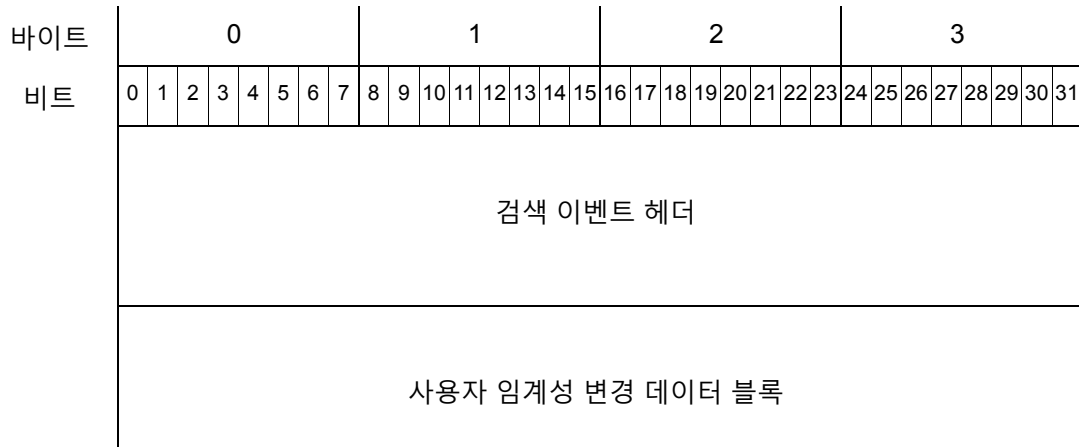 바이트 0 1 2 3
비트 0 1 2 3 4 5 6 7 8 9 10 11 12 13 14 15 16 17 18 19 20 21 22 23 24 25 26 27 28 29 30 31
검색 이벤트 헤더
사용자 임계성 변경 데이터 블록